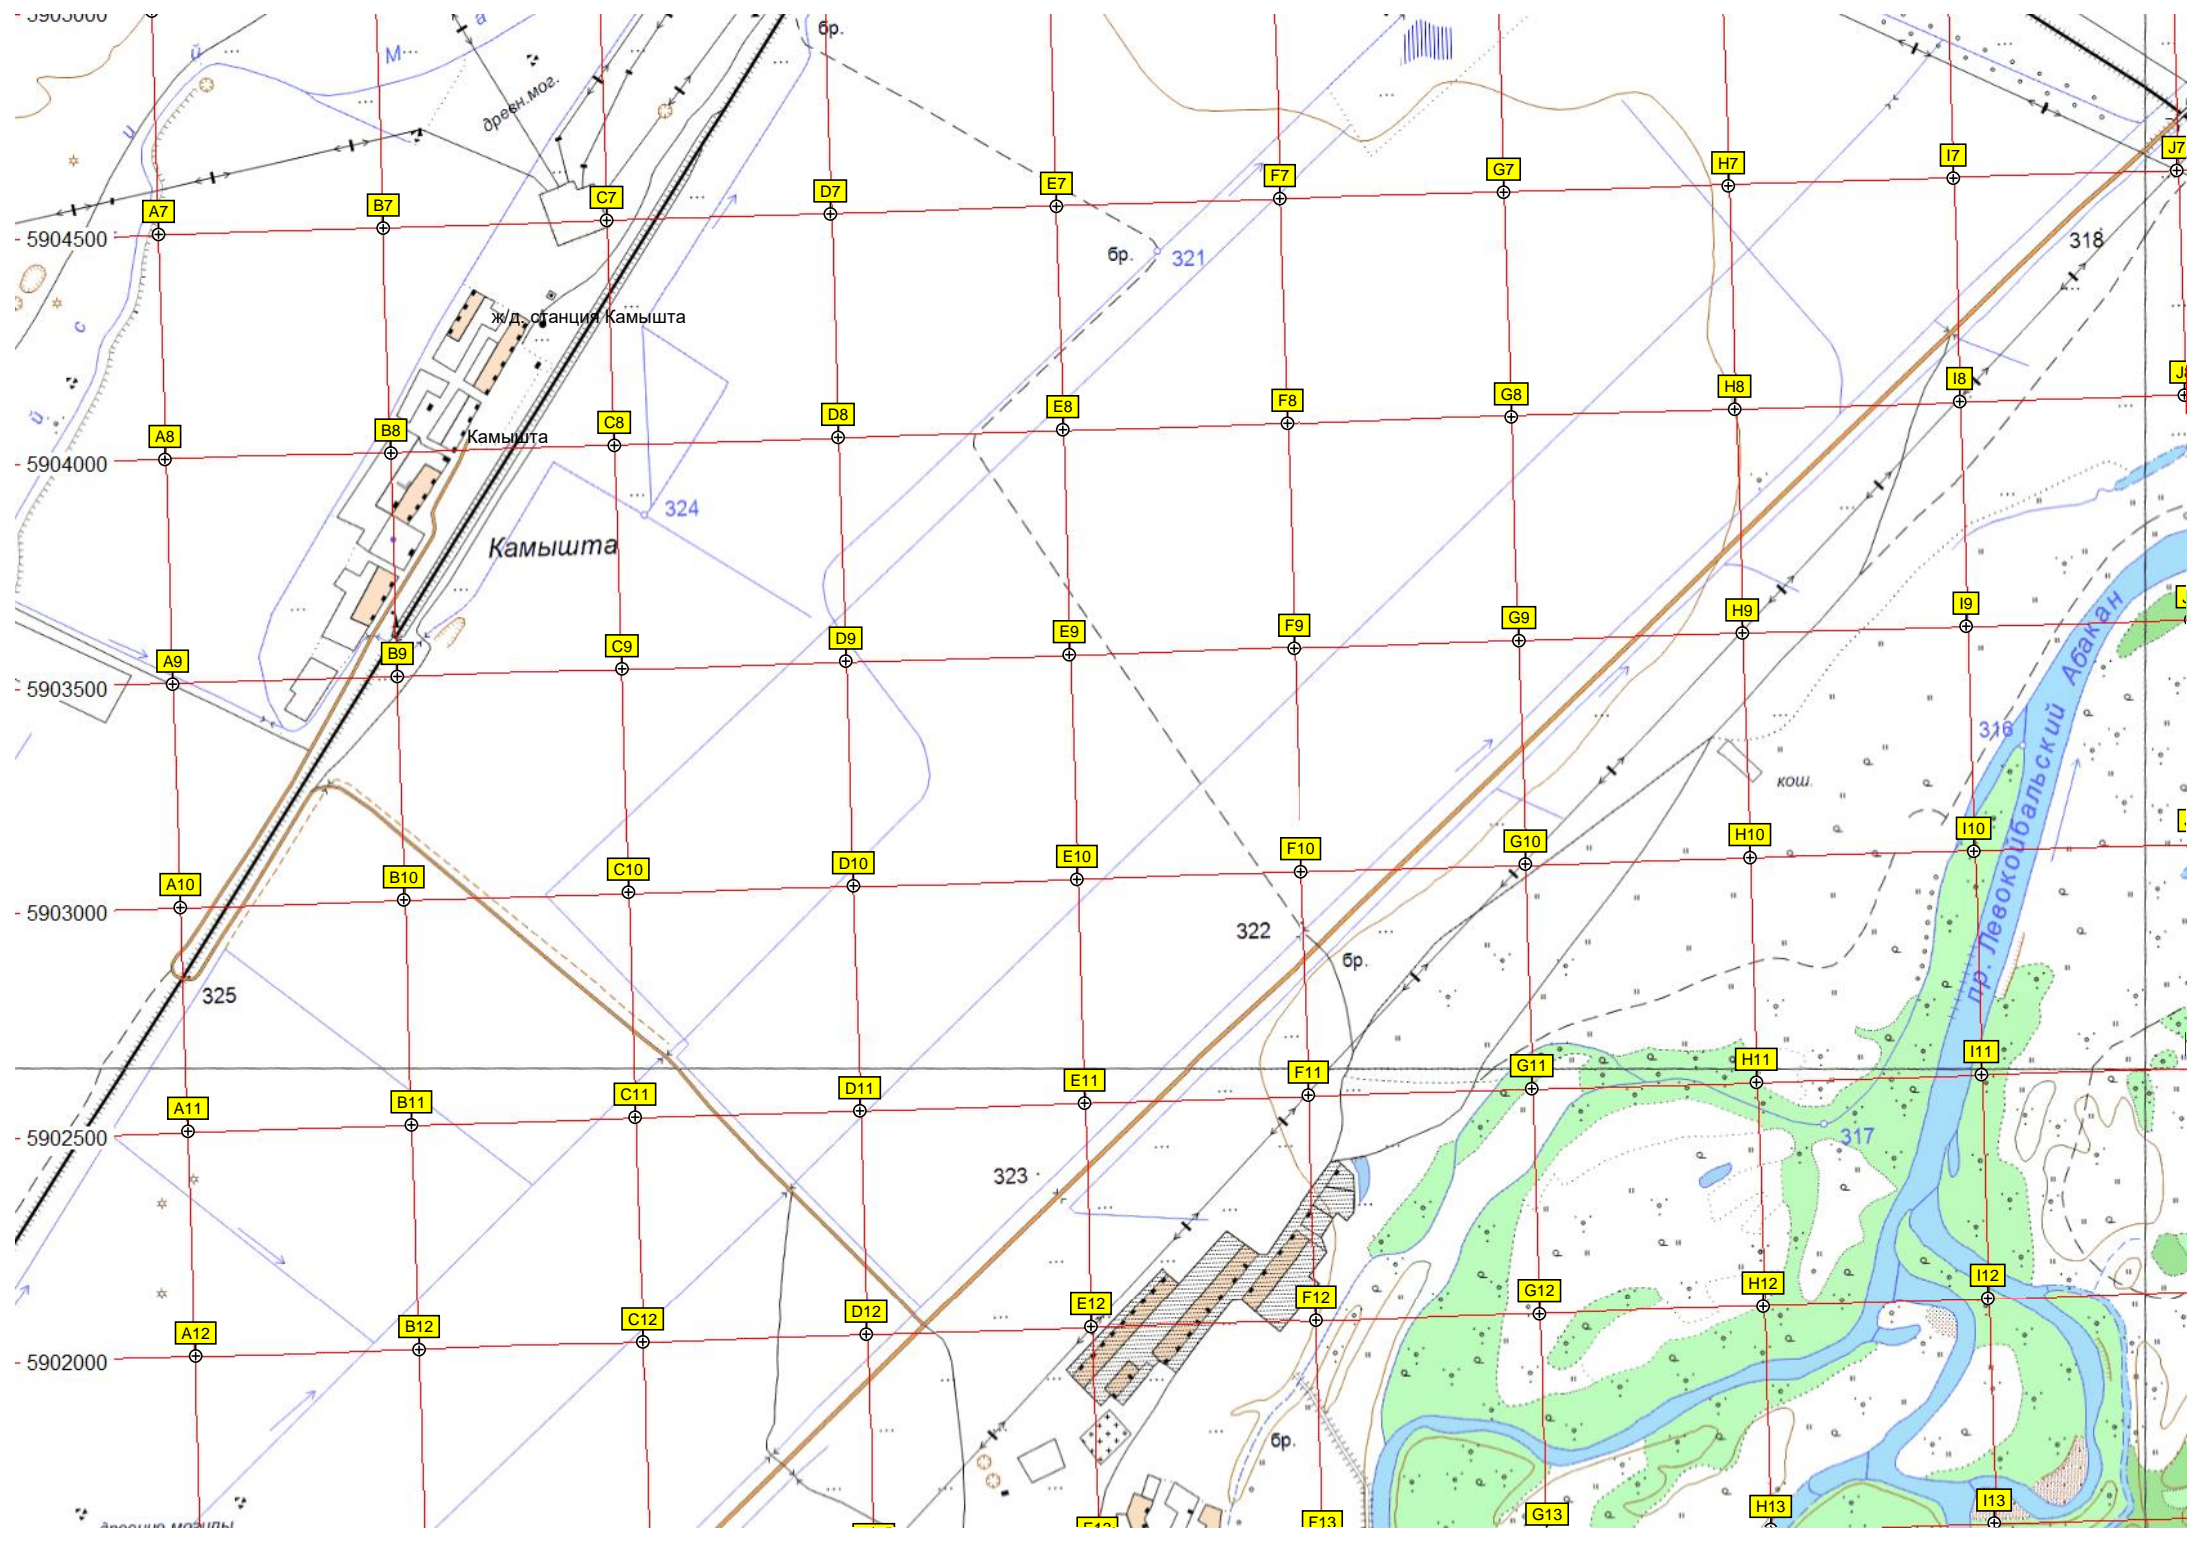 бр.
М
а
й
древн.мог.
и
A7
B7
C7
D7
E7
F7
G7
H7
I7
J7
5904500
бр.
321
318
с
ж/д. станция Камышта
й
A8
B8
Камышта
C8
D8
E8
F8
G8
H8
I8
5904000
324
Камышта
A9
B9
C9
D9
E9
F9
G9
H9
I9
5903500
316
кош.
пр. Левокойбальский Абакан
A10
B10
C10
D10
E10
F10
G10
H10
I10
5903000
322
бр.
325
A11
B11
C11
D11
E11
F11
G11
H11
I11
5902500
317
323
A12
B12
C12
D12
E12
F12
G12
H12
I12
5902000
бр.
F13
G13
H13
I13